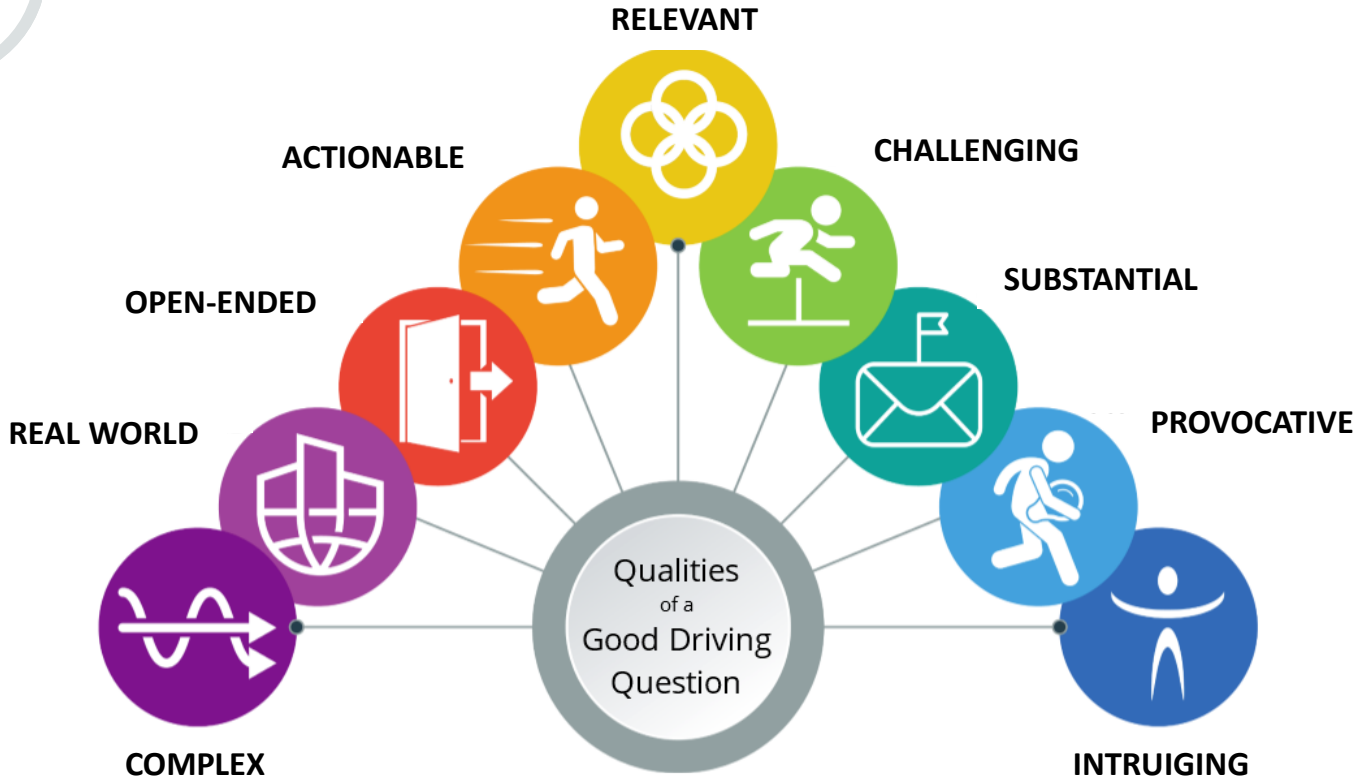 RELEVANT
ACTIONABLE
CHALLENGING
OPEN-ENDED
SUBSTANTIAL
REAL WORLD
PROVOCATIVE
Qualities
of a
Good Driving
Question
COMPLEX
INTRUIGING